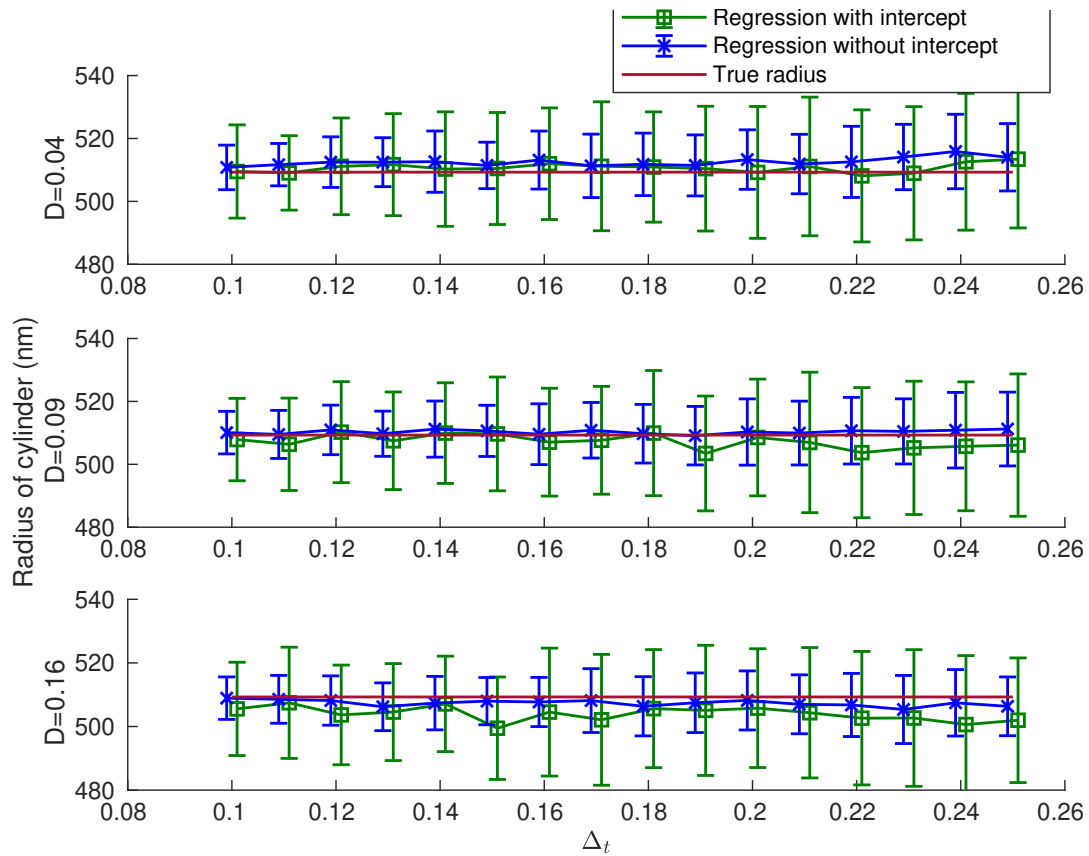 Regression with intercept
Regression without intercept
True radius
540
520
500
480
D=0.04
0.08 0.1 0.12 0.14 0.16 0.18 0.2 0.22 0.24 0.26
Radius of cylinder (nm)
540
520
500
480
D=0.09
0.08 0.1 0.12 0.14 0.16 0.18 0.2 0.22 0.24 0.26
540
520
500
480
D=0.16
0.08 0.1 0.12 0.14 0.16 0.18 0.2 0.22 0.24 0.26
Δt